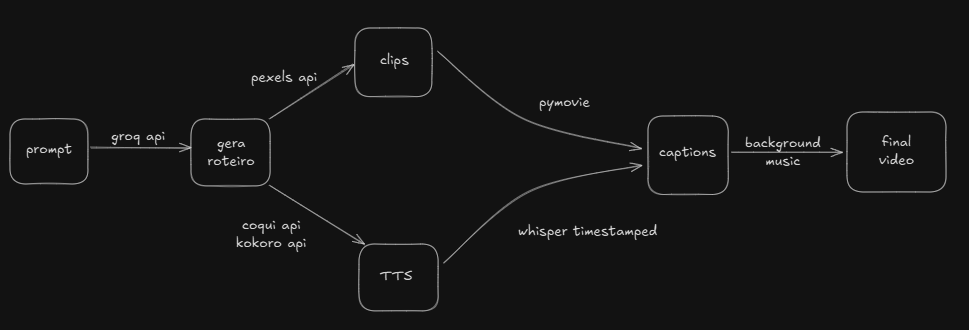 prompt
groq api
gera
roteiro
pexels api
clips
coqui api
kokoro api
TTS
pymovie
whisper timestamped
captions
background
music
final
video